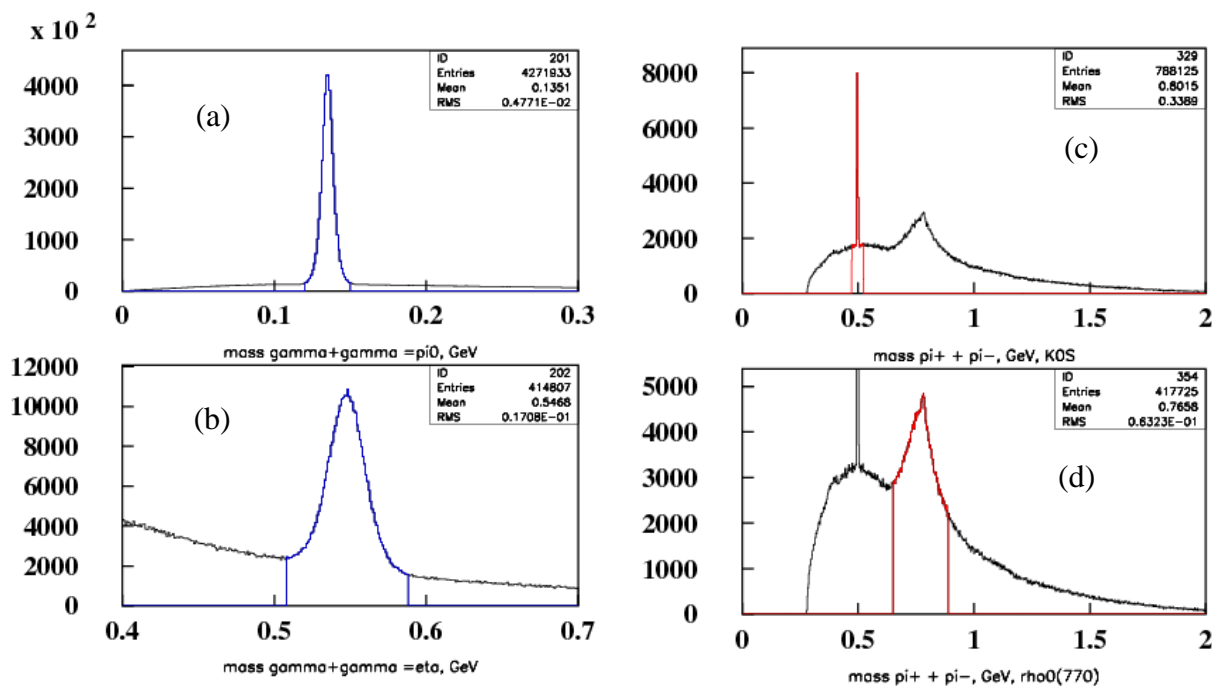 x 10 2
4000
3000
2000
1000
0
0 0.1 0.2 0.3
mass gamma+gamma =pi0, GeV
(a)
ID 201
Entries 4271933
Mean 0.1351
RMS 0.4771E-02
12000
10000
8000
6000
4000
2000
0
0.4 0.5 0.6 0.7
mass gamma+gamma =eta, GeV
(b)
ID 202
Entries 414807
Mean 0.5468
RMS 0.1708E-01
8000
6000
4000
2000
0
0 0.5 1 1.5 2
mass pi+ + pi-, GeV, K0S
(c)
ID 329
Entries 788125
Mean 0.8015
RMS 0.3389
5000
4000
3000
2000
1000
0
0 0.5 1 1.5 2
mass pi+ + pi-, GeV, rho0(770)
(d)
ID 354
Entries 417725
Mean 0.7658
RMS 0.6323E-01